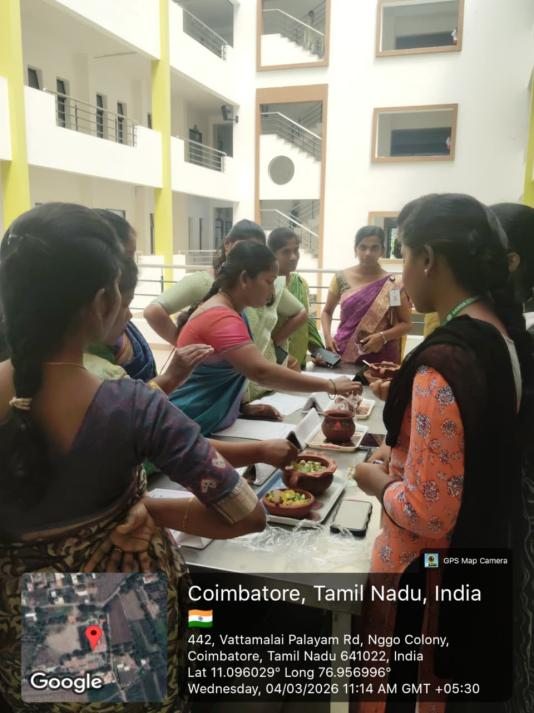 GPS Map Camera
Coimbatore, Tamil Nadu, India
🇮🇳
442, Vattamalai Palayam Rd, Nggo Colony,
Coimbatore, Tamil Nadu 641022, India
Lat 11.096029° Long 76.956996°
Wednesday, 04/03/2026 11:14 AM GMT +05:30
Google